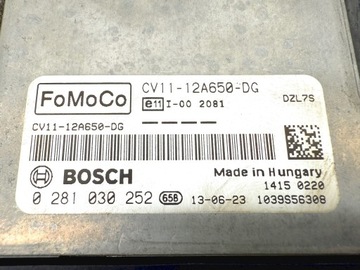 FoMoCo
CV11-12A650-DG
e11 I-00 2081
DZL7S
CV11-12A650-DG
BOSCH
Made in Hungary
1415 0220
0 281 030 252 65B 13-06-23 1039S56308